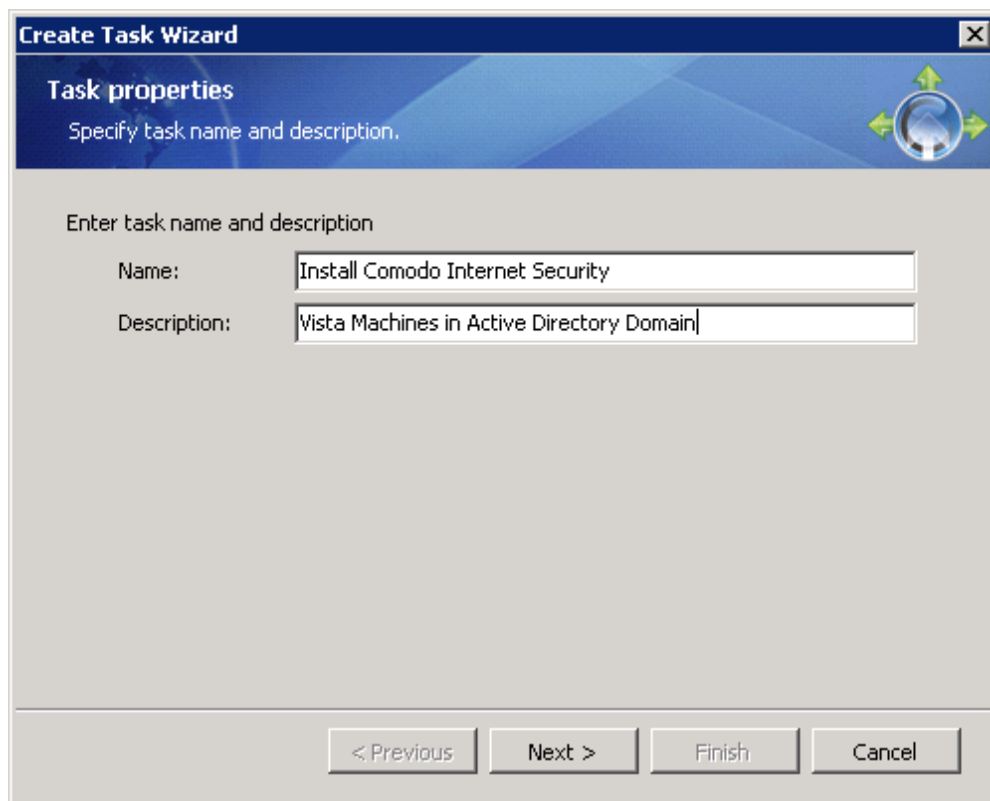 Create Task Wizard
Task properties
Specify task name and description.
Enter task name and description
Name: Install Comodo Internet Security
Description: Vista Machines in Active Directory Domain
< Previous Next > Finish Cancel